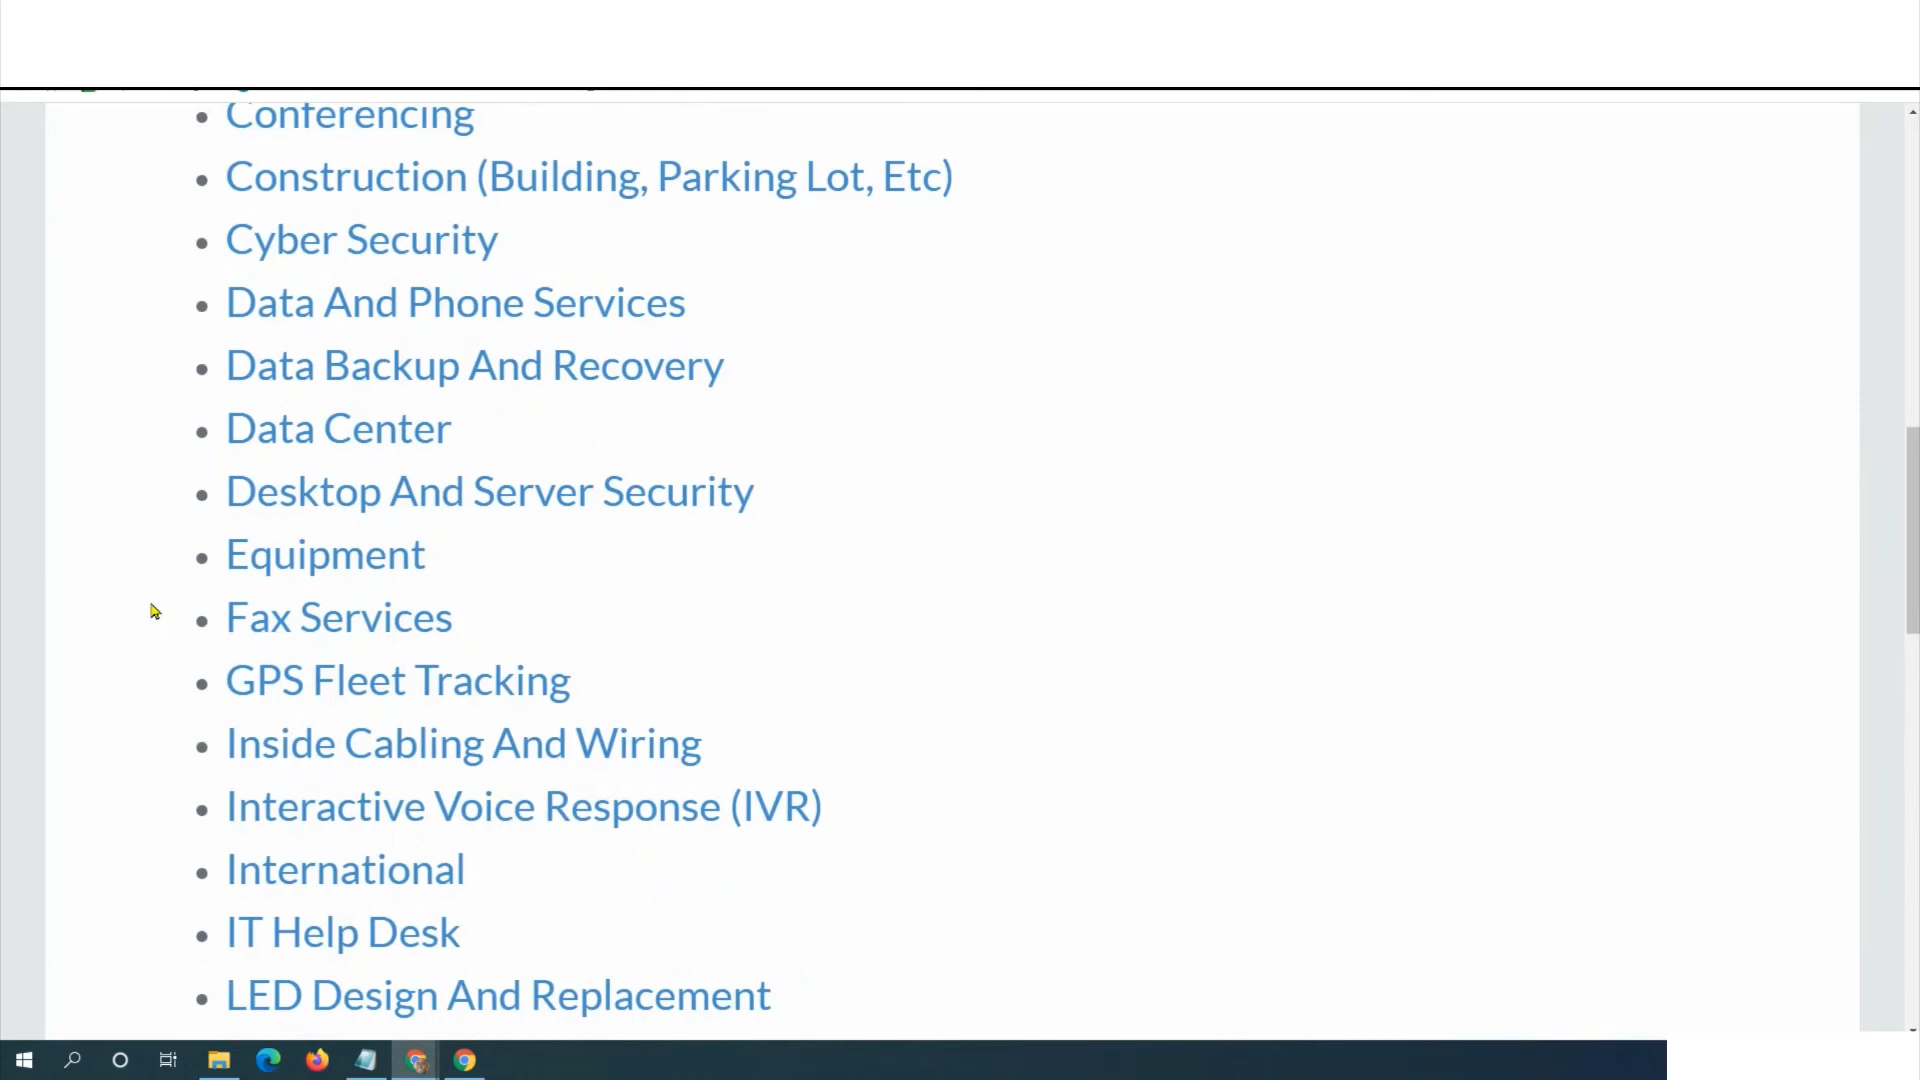 Conferencing
Construction (Building, Parking Lot, Etc)
Cyber Security
Data And Phone Services
Data Backup And Recovery
Data Center
Desktop And Server Security
Equipment
Fax Services
GPS Fleet Tracking
Inside Cabling And Wiring
Interactive Voice Response (IVR)
International
IT Help Desk
LED Design And Replacement